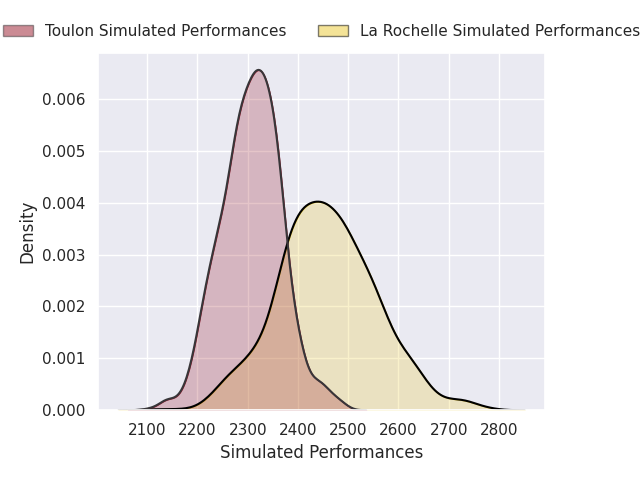 Toulon Simulated Performances
La Rochelle Simulated Performances
Density
0.006
0.005
0.004
0.003
0.002
0.001
0.000
2100 2200 2300 2400 2500 2600 2700 2800
Simulated Performances